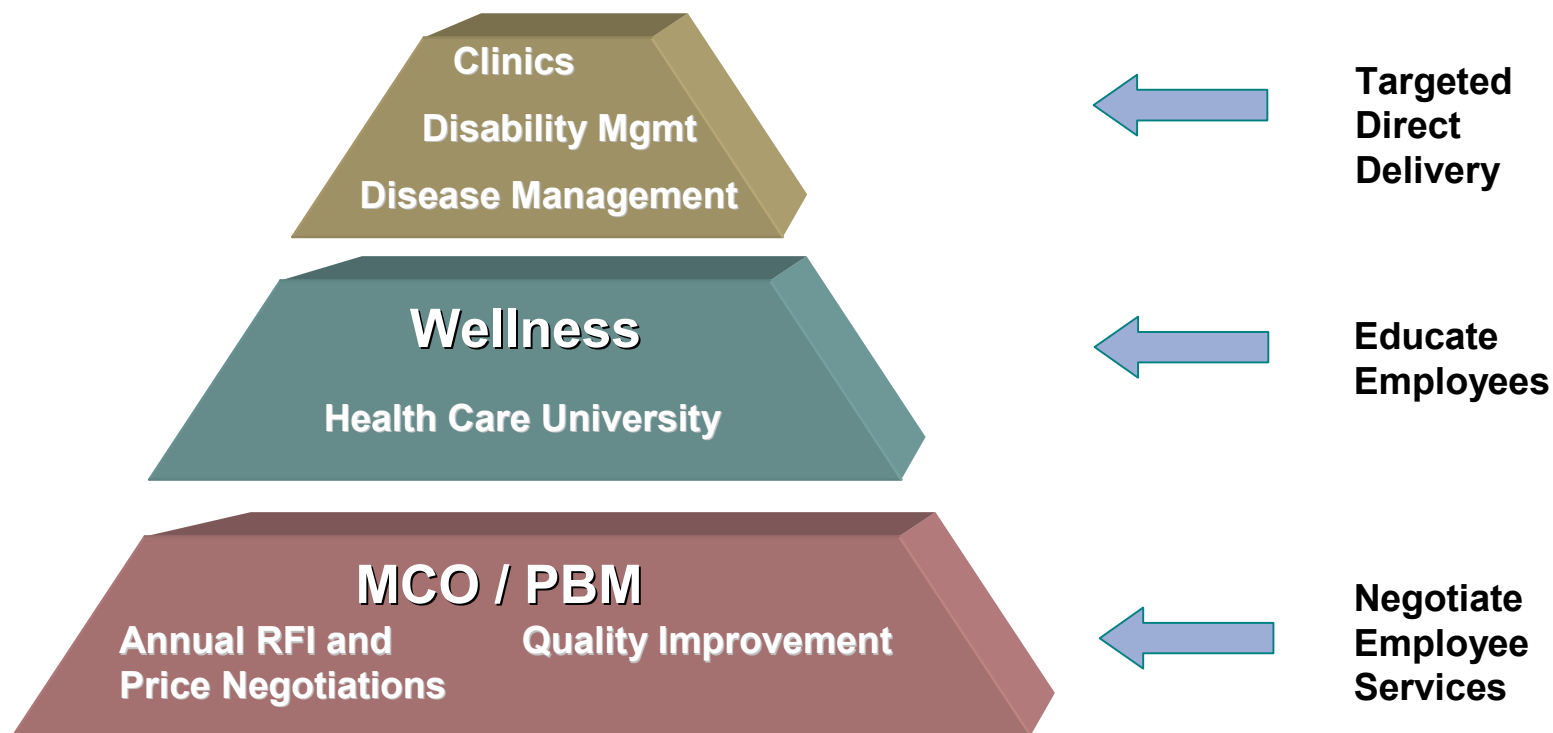 Clinics
Disability Mgmt
Disease Management
Targeted
Direct
Delivery
Wellness
Health Care University
Educate
Employees
MCO / PBM
Annual RFI and
Price Negotiations
Quality Improvement
Negotiate
Employee
Services